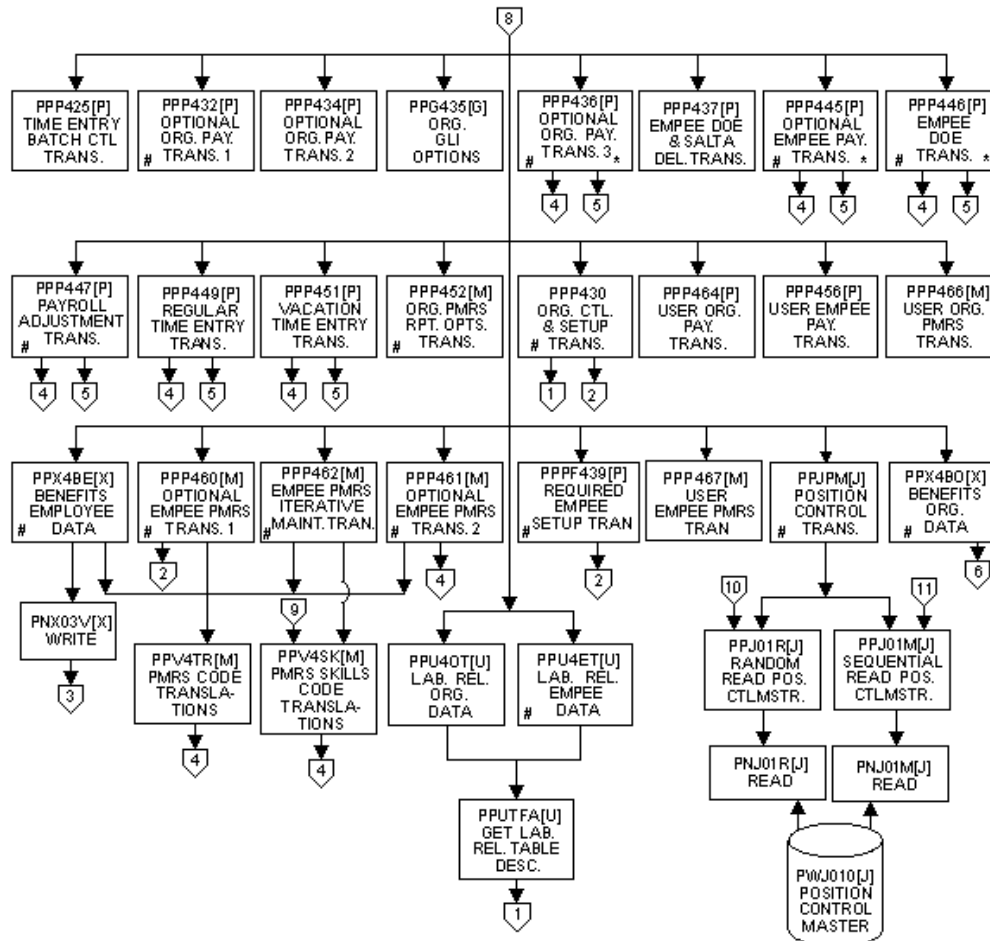 8
PPP425[P]
TIME ENTRY
BATCH CTL
TRANS.
PPP432[P]
OPTIONAL
ORG. PAY.
# TRANS. 1
PPP434[P]
OPTIONAL
ORG. PAY.
TRANS. 2
PPG435[G]
ORG.
GLI
OPTIONS
PPP436[P]
OPTIONAL
ORG. PAY.
# TRANS. 3 *
PPP437[P]
EMPEE DOE
& SALTA
DEL. TRANS.
PPP445[P]
OPTIONAL
EMPEE PAY.
# TRANS. *
PPP446[P]
EMPEE
DOE
# TRANS. *
4
5
4
5
4
5
PPP447[P]
PAYROLL
ADJUSTMENT
# TRANS.
PPP449[P]
REGULAR
TIME ENTRY
# TRANS.
PPP451[P]
VACATION
TIME ENTRY
# TRANS.
PPP452[M]
ORG. PMRS
RPT. OPTS.
# TRANS.
PPP430
ORG. CTL.
& SETUP
# TRANS.
PPP464[P]
USER ORG.
PAY.
TRANS.
PPP456[P]
USER EMPEE
PAY.
TRANS.
PPP466[M]
USER ORG.
PMRS
TRANS.
4
5
4
5
4
5
1
2
PPX4BE[X]
BENEFITS
EMPLOYEE
# DATA
PPP460[M]
OPTIONAL
EMPEE PMRS
# TRANS. 1
PPP462[M]
EMPEE PMRS
ITERATIVE
# MAINT. TRAN.
PPP461[M]
OPTIONAL
EMPEE PMRS
# TRANS. 2
PPPF439[P]
REQUIRED
EMPEE
# SETUP TRAN
PPP467[M]
USER
EMPEE PMRS
TRAN
PPJPM[J]
POSITION
CONTROL
# TRANS.
PPX4BO[X]
BENEFITS
ORG.
# DATA
2
4
2
6
9
10
11
PNX03V[X]
WRITE
3
PPV4TR[M]
PMRS CODE
TRANSLA-
TIONS
4
PPV4SK[M]
PMRS SKILLS
CODE
TRANSLA-
TIONS
4
PPU4OT[U]
LAB. REL.
ORG.
DATA
PPU4ET[U]
LAB. REL.
EMPEE
# DATA
PPJ01R[J]
RANDOM
READ POS.
CTLMSTR.
PPJ01M[J]
SEQUENTIAL
READ POS.
CTLMSTR.
PNJ01R[J]
READ
PNJ01M[J]
READ
PPUTFA[U]
GET LAB.
REL. TABLE
DESC.
1
PWJ010[J]
POSITION
CONTROL
MASTER